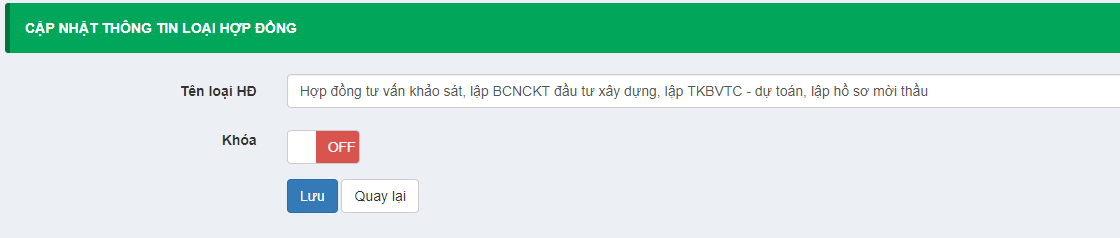 CẬP NHẬT THÔNG TIN LOẠI HỢP ĐỒNG
Tên loại HĐ
Hợp đồng tư vấn khảo sát, lập BCNCKT đầu tư xây dựng, lập TKBVTC - dự toán, lập hồ sơ mời thầu
Khóa
OFF
Lưu
Quay lại